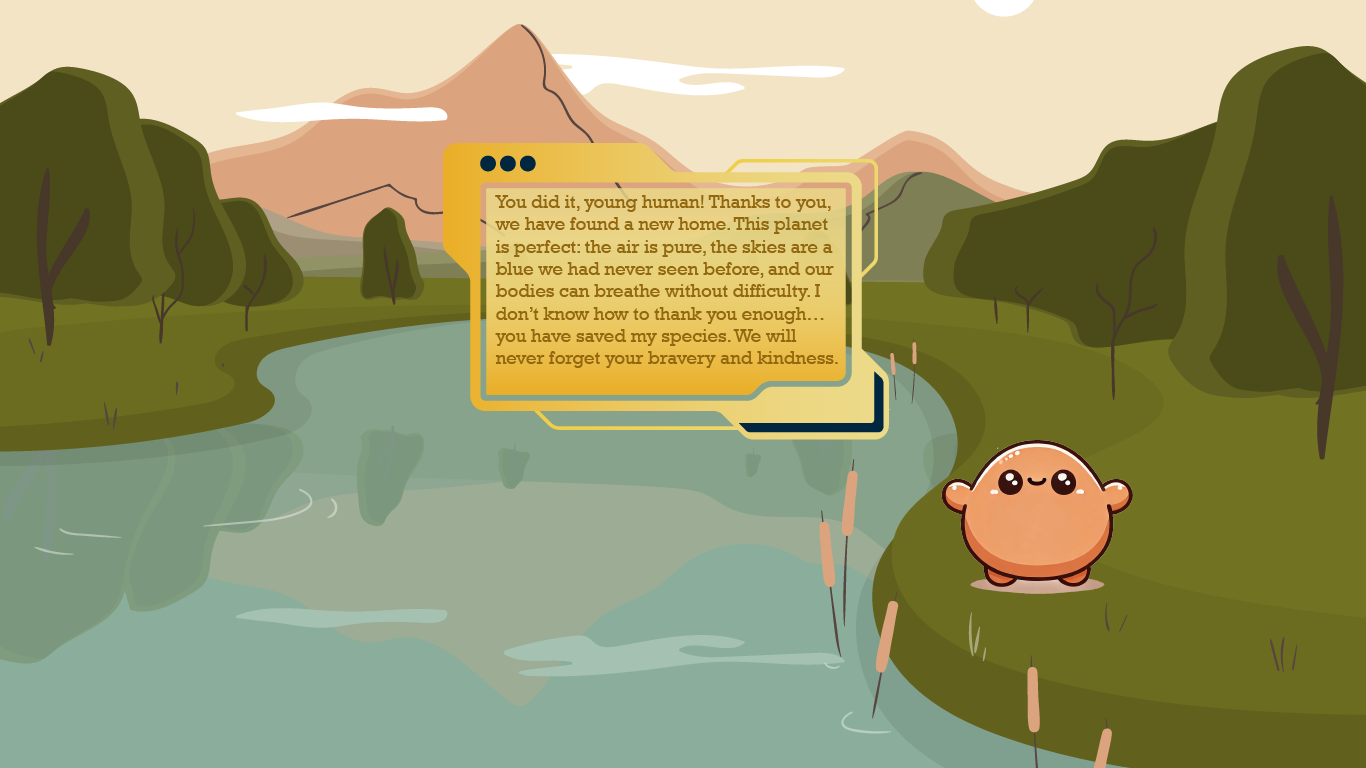 You did it, young human! Thanks to you,
we have found a new home. This planet
is perfect: the air is pure, the skies are a
blue we had never seen before, and our
bodies can breathe without difficulty. I
don’t know how to thank you enough…
you have saved my species. We will
never forget your bravery and kindness.